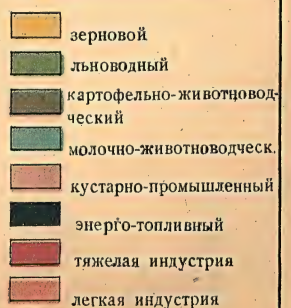 зерновой
льноводный
картофельно-животновод-
ческий
молочно-животноводческ.
кустарно-промышленный
энерго-топливный
тяжелая индустрия
легкая индустрия